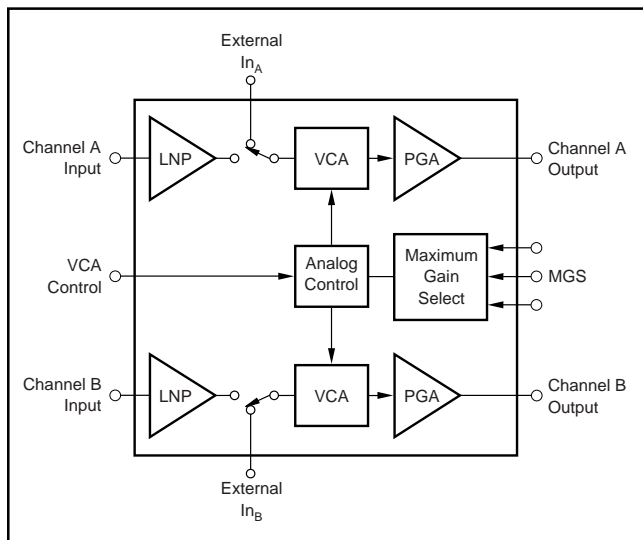 External
In_A
Channel A
Input
LNP
VCA
PGA
Channel A
Output
VCA
Control
Analog
Control
Maximum
Gain
Select
MGS
Channel B
Input
LNP
VCA
PGA
Channel B
Output
External
In_B